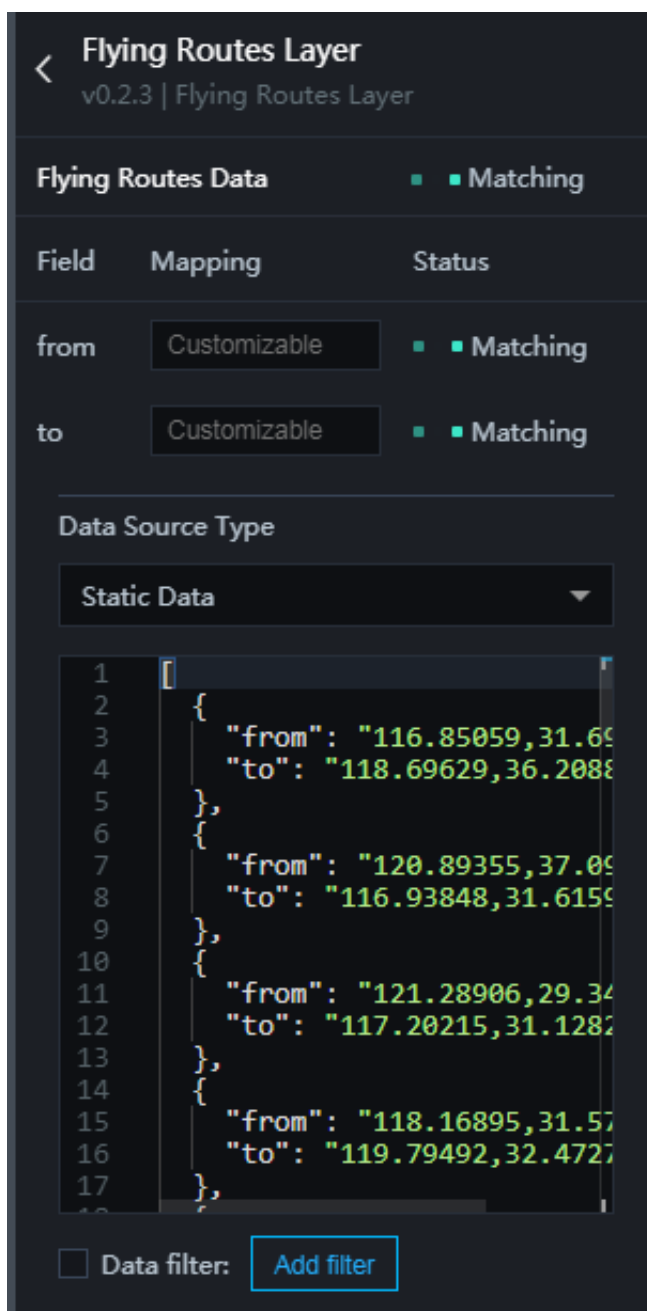 Flying Routes Layer
v0.2.3 | Flying Routes Layer
Flying Routes Data Matching
Field Mapping Status
from Customizable Matching
to Customizable Matching
Data Source Type
Static Data
1 [
2 {
3 "from": "116.85059,31.69
4 "to": "118.69629,36.2088
5 },
6 {
7 "from": "120.89355,37.09
8 "to": "116.93848,31.6159
9 },
10 {
11 "from": "121.28906,29.34
12 "to": "117.20215,31.1282
13 },
14 {
15 "from": "118.16895,31.57
16 "to": "119.79492,32.4727
17 },
Data filter: Add filter